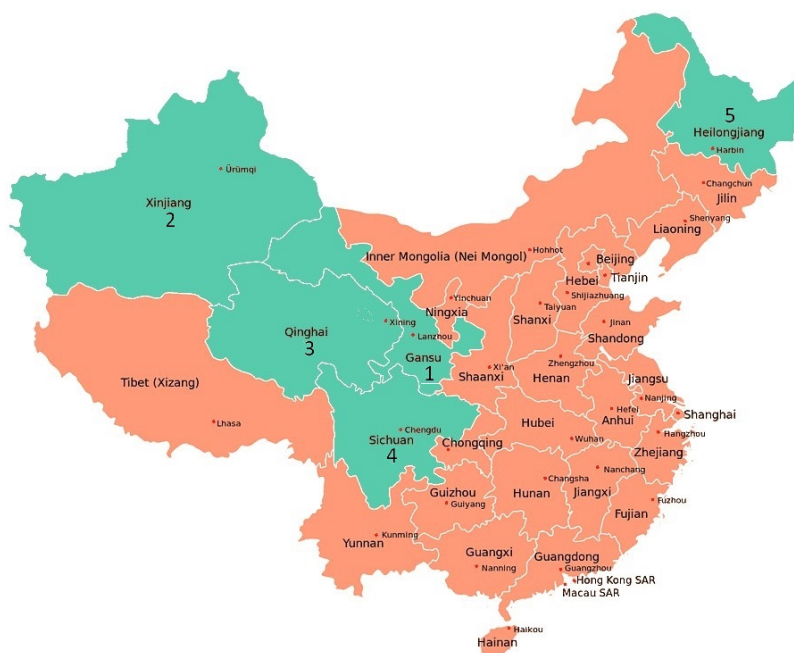 5
Heilongjiang
Harbin
Changchun
Jilin
Ürümqi
Xinjiang
2
Shenyang
Liaoning
Inner Mongolia (Nei Mongol)
Hohhot
Beijing
Hebei
Tianjin
Yinchuan
Ningxia
Shijiazhuang
Taiyuan
Shanxi
Qinghai
3
Xining
Lanzhou
Jinan
Shandong
Gansu
1
Xi'an
Shaanxi
Zhengzhou
Henan
Tibet (Xizang)
Jiangsu
Nanjing
Hefei
Anhui
Shanghai
Lhasa
Chengdu
Sichuan
4
Chongqing
Hubei
Wuhan
Hangzhou
Zhejiang
Nanchang
Changsha
Hunan
Jiangxi
Guizhou
Guiyang
Fuzhou
Fujian
Kunming
Yunnan
Guangxi
Nanning
Guangdong
Guangzhou
Hong Kong SAR
Macau SAR
Haikou
Hainan